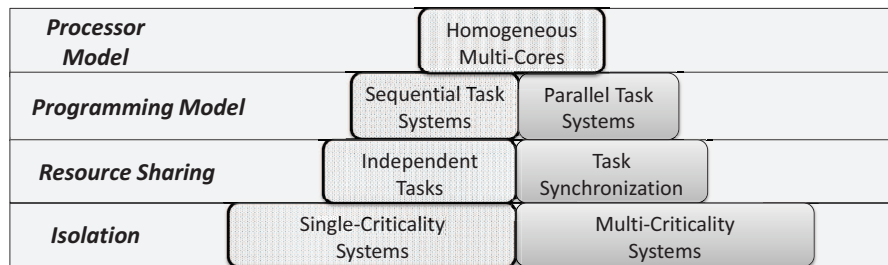 Processor
Model
Homogeneous
Multi-Cores
Programming Model
Sequential Task
Systems
Parallel Task
Systems
Resource Sharing
Independent
Tasks
Task
Synchronization
Isolation
Single-Criticality
Systems
Multi-Criticality
Systems